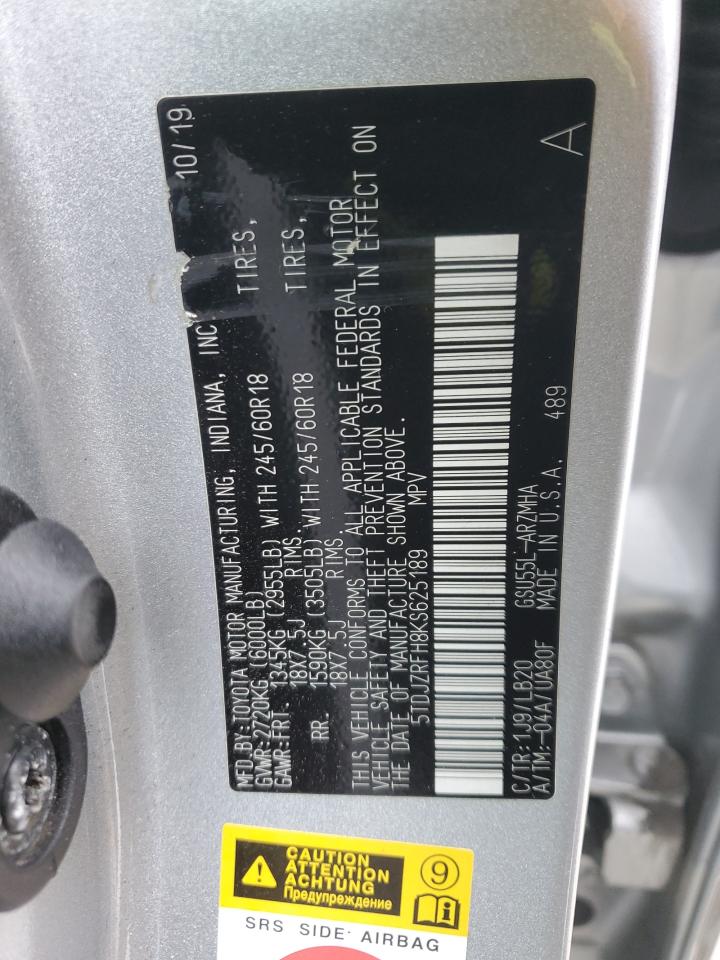 MFD BY:TOYOTA MOTOR MANUFACTURING, INDIANA, INC 10/19
GVWR:2720KG (6000LB)
GAWR:FRT 1345KG (2955LB) WITH 245/60R18 TIRES,
18X7.5J RIMS.
RR. 1590KG (3505LB) WITH 245/60R18 TIRES,
18X7.5J RIMS.
THIS VEHICLE CONFORMS TO ALL APPLICABLE FEDERAL MOTOR
VEHICLE SAFETY AND THEFT PREVENTION STANDARDS IN EFFECT ON
THE DATE OF MANUFACTURE SHOWN ABOVE.
5TDJZRFH8KS625189 MPV
C/TR:1J9/LB20 GSU55L-ARZMHA A
A/TM:-04A/UA80F MADE IN U.S.A. 489
CAUTION
ATTENTION
ACHTUNG
Предупреждение
9
SRS SIDE AIRBAG